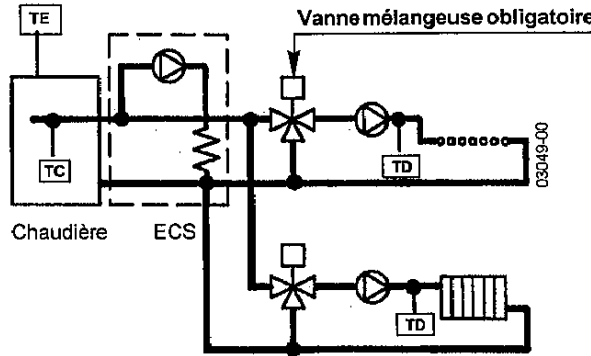 Vanne mélangeuse obligatoire
TE
TC
TD
03049-00
Chaudière
ECS
TD